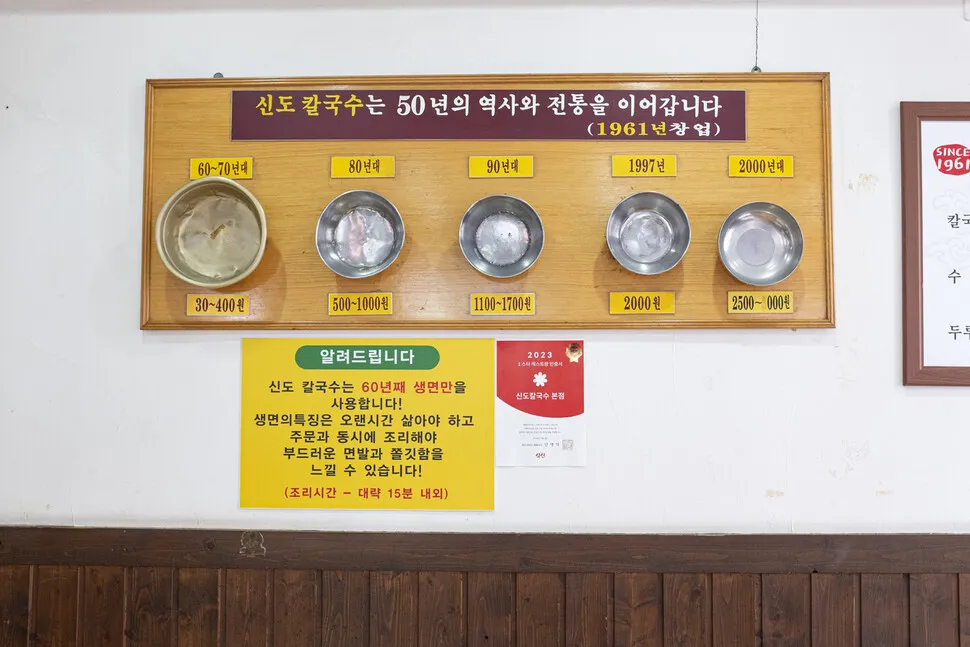 신도 칼국수는 50년의 역사와 전통을 이어갑니다
(1961년창업)
60~70년대
80년대
90년대
1997년
2000년대
30~400원
500~1000원
1100~1700원
2000원
2500~ 000원
알려드립니다
신도 칼국수는 60년째 생면만을
사용합니다!
생면의특징은 오랜시간 삶아야 하고
주문과 동시에 조리해야
부드러운 면발과 쫄깃함을
느낄 수 있습니다!
(조리시간 - 대략 15분 내외)
2023
신도칼국수 본점
SINCE
1961
칼국
수
두루